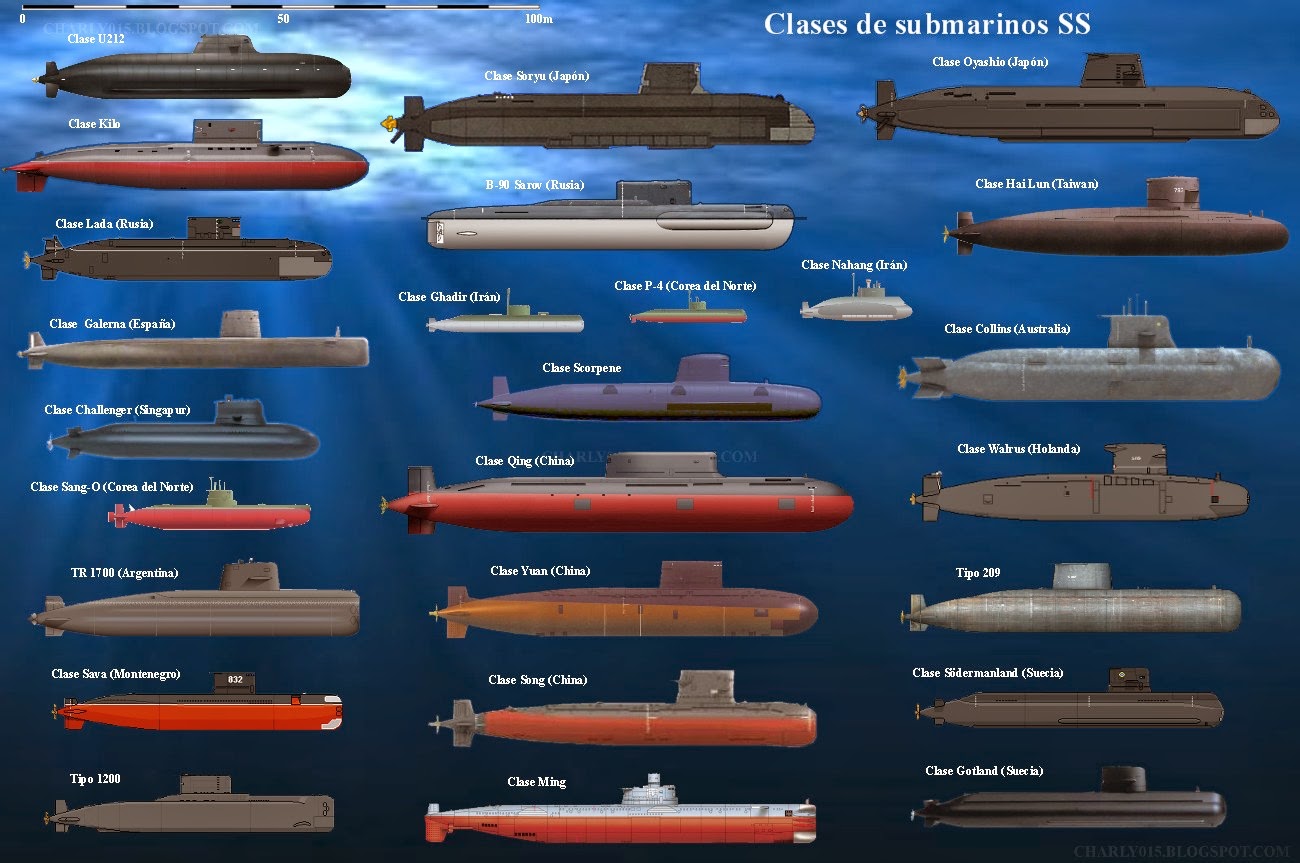 0 50 100m
CHARLY015.BLOGSPOT.COM
Clases de submarinos SS
Clase U212
Clase Soryu (Japón)
Clase Oyashio (Japón)
Clase Kilo
B-90 Sarov (Rusia)
Clase Hai Lun (Taiwan)
793
Clase Lada (Rusia)
Clase Ghadir (Irán)
Clase P-4 (Corea del Norte)
Clase Nahang (Irán)
Clase Galerna (España)
Clase Scorpene
Clase Collins (Australia)
Clase Challenger (Singapur)
Clase Qing (China)
CHARLY015.BLOGSPOT.COM
Clase Walrus (Holanda)
Clase Sang-O (Corea del Norte)
TR 1700 (Argentina)
Clase Yuan (China)
Tipo 209
Clase Sava (Montenegro)
832
Clase Song (China)
Clase Södermanland (Suecia)
Tipo 1200
Clase Ming
Clase Gotland (Suecia)
CHARLY015.BLOGSPOT.COM